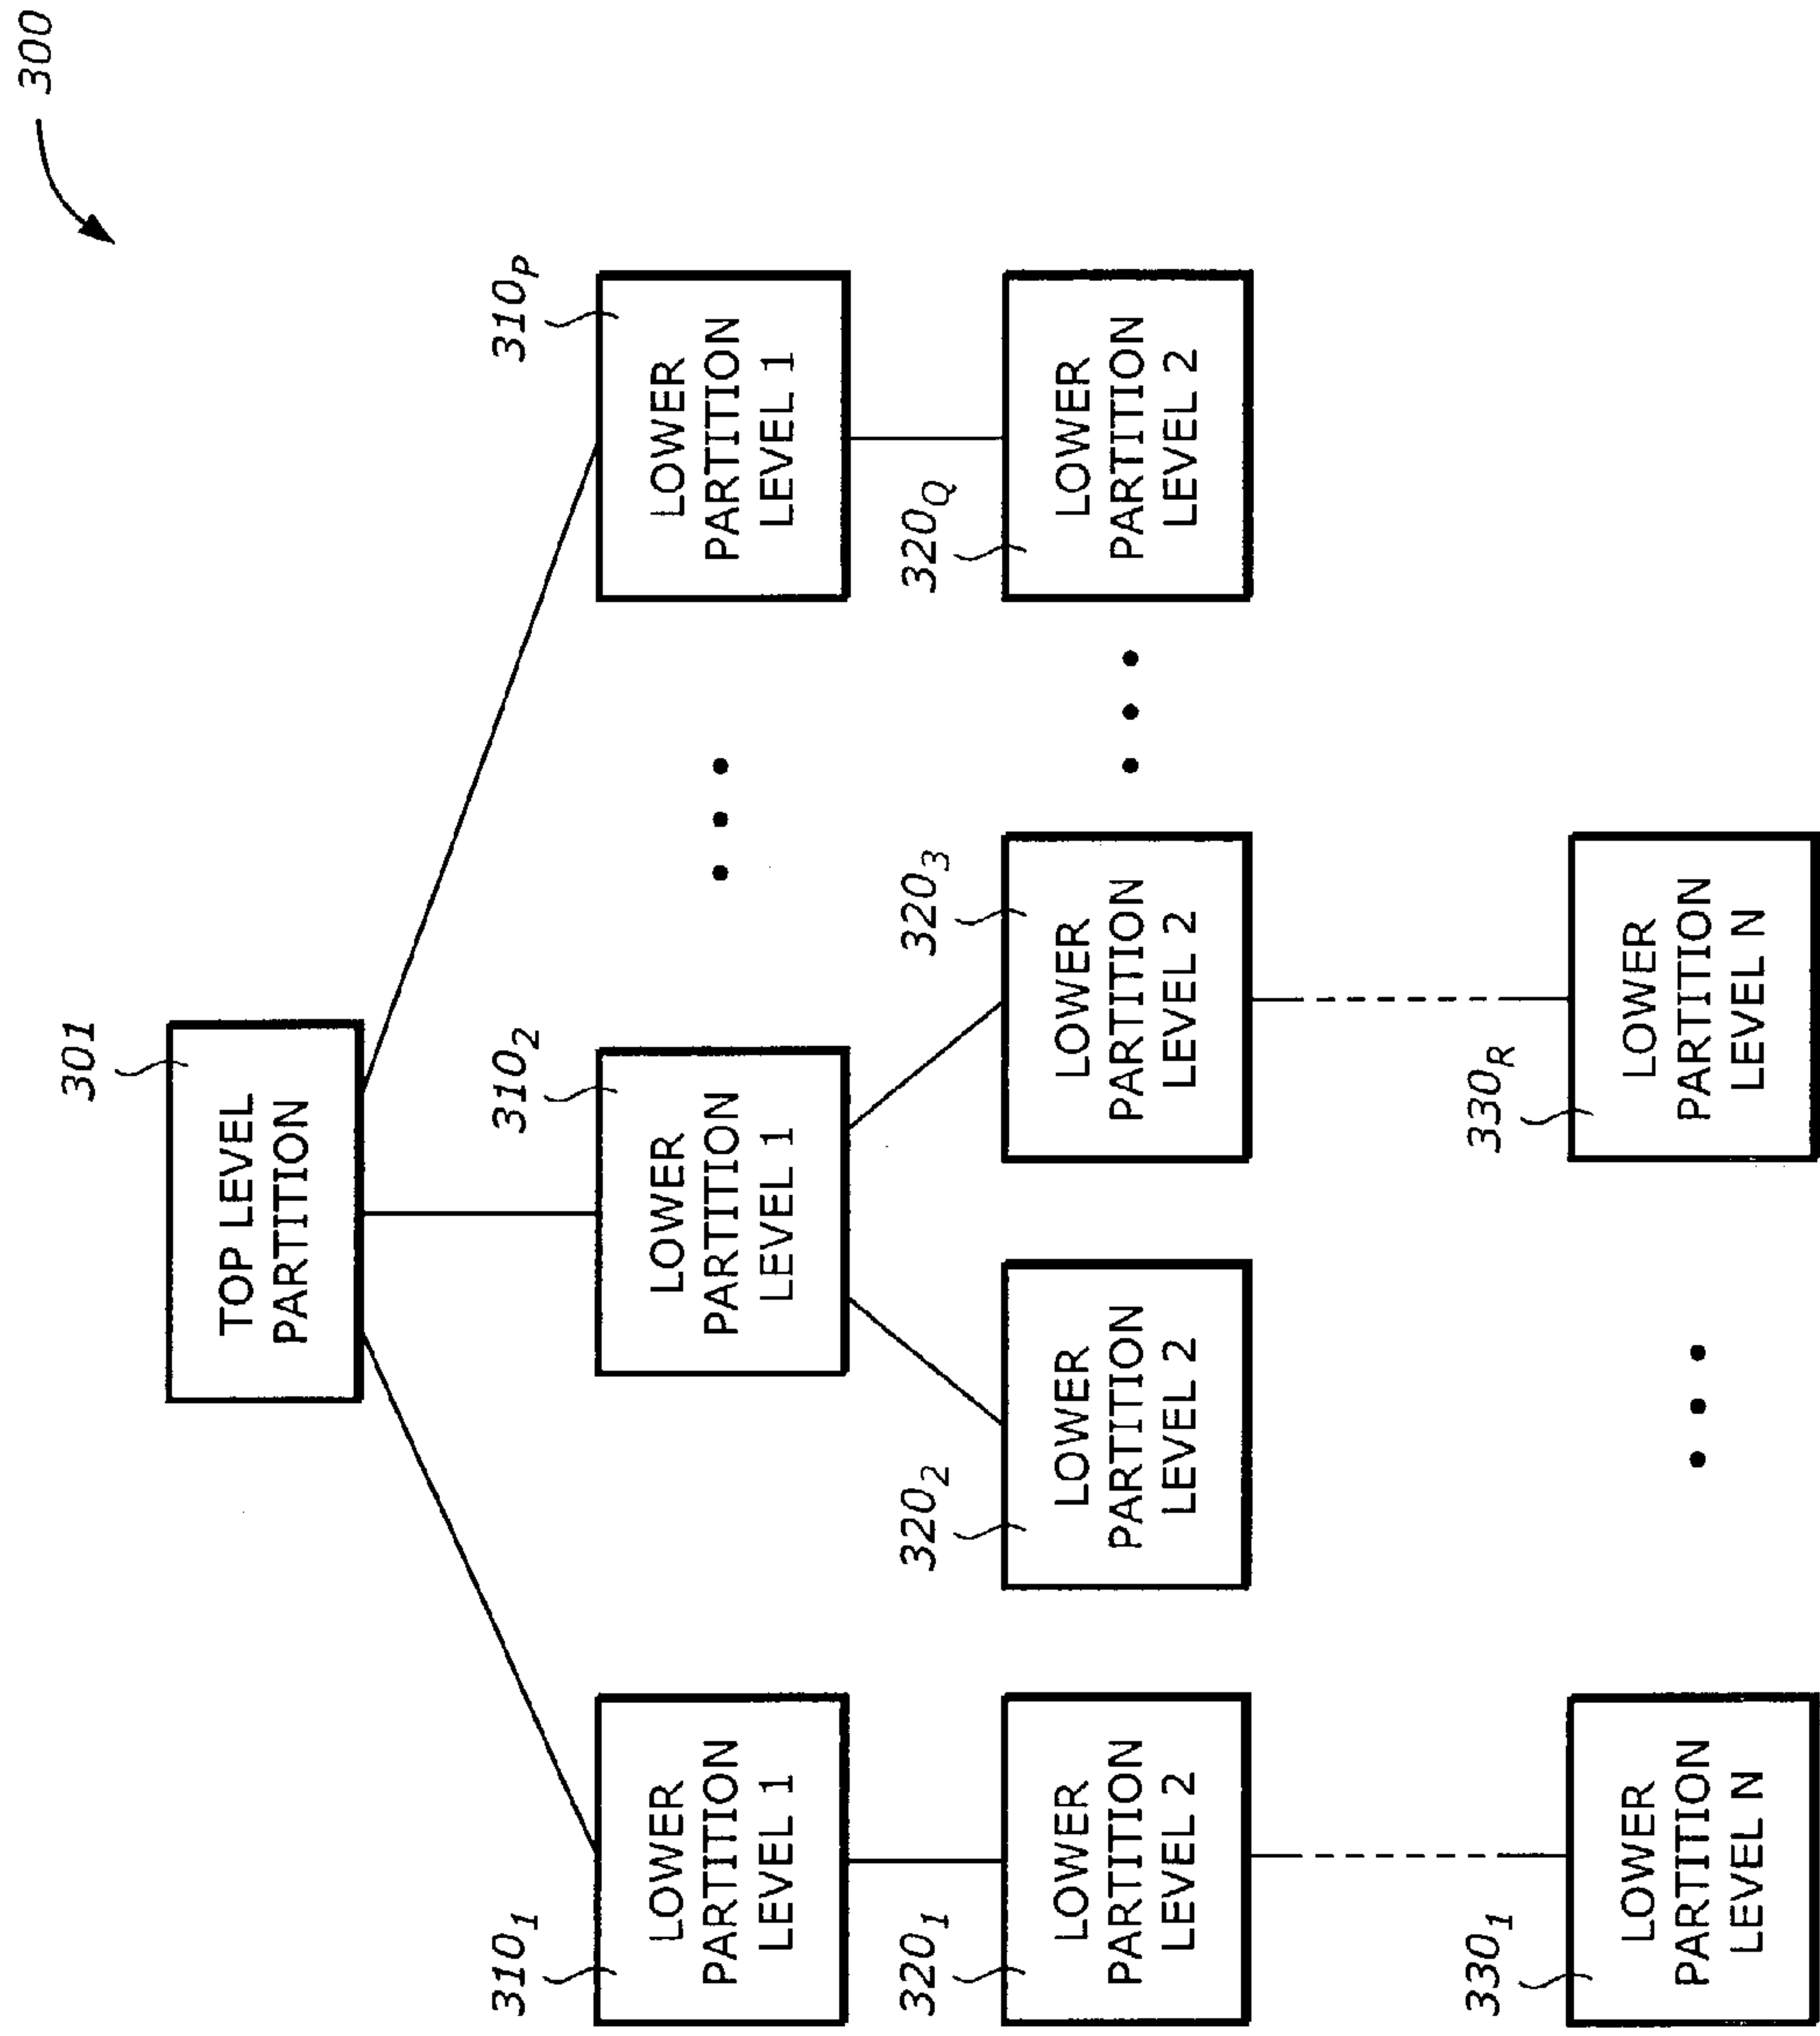 300
301
TOP LEVEL
PARTITION
310₁
LOWER
PARTITION
LEVEL 1
310₂
LOWER
PARTITION
LEVEL 1
310P
LOWER
PARTITION
LEVEL 1
320₁
LOWER
PARTITION
LEVEL 2
320₂
LOWER
PARTITION
LEVEL 2
320₃
LOWER
PARTITION
LEVEL 2
320Q
LOWER
PARTITION
LEVEL 2
330₁
LOWER
PARTITION
LEVEL N
330R
LOWER
PARTITION
LEVEL N